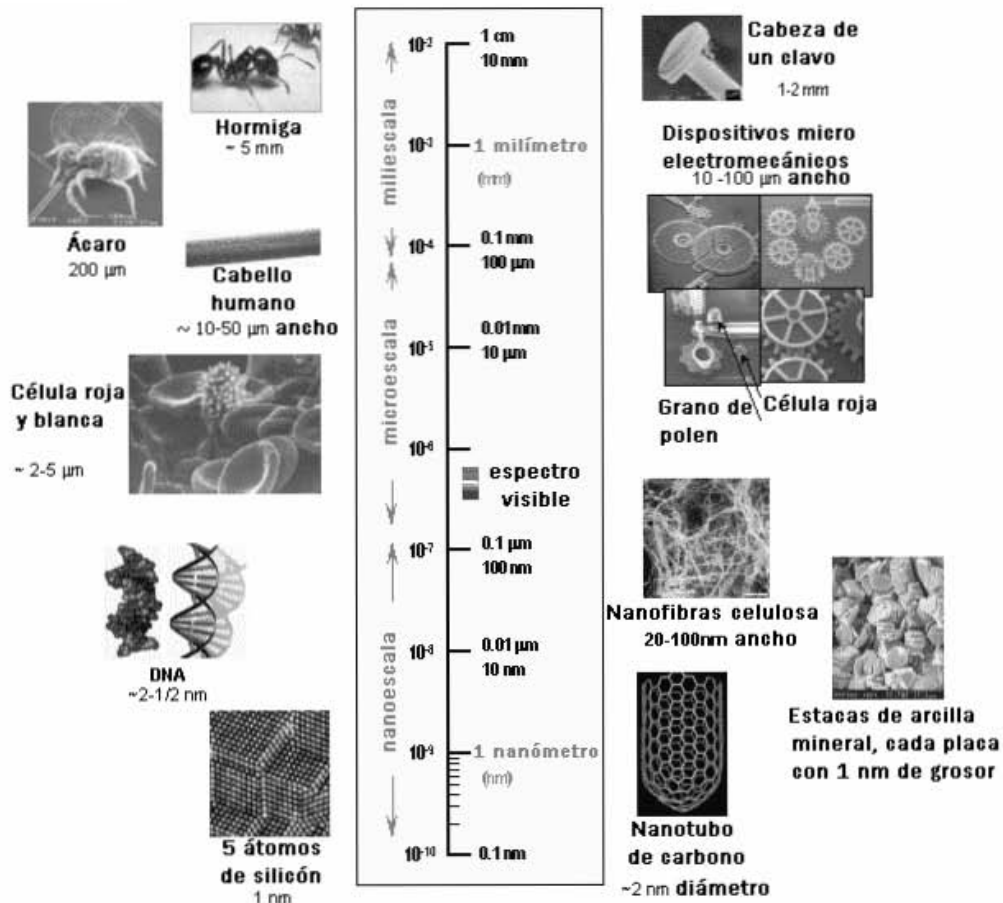 Hormiga
~ 5 mm
Ácaro
200 µm
Cabello
humano
~ 10-50 µm ancho
Célula roja
y blanca
~ 2-5 µm
DNA
~2-1/2 nm
5 átomos
de silicón
1 nm
miliescala
microescala
nanoescala
10-2
1 cm
10 mm
10-3
1 milímetro
(mm)
10-4
0.1 mm
100 µm
10-5
0.01 mm
10 µm
10-6
espectro
visible
10-7
0.1 µm
100 nm
10-8
0.01 µm
10 nm
10-9
1 nanómetro
(nm)
10-10
0.1 nm
Cabeza de
un clavo
1-2 mm
Dispositivos micro
electromecánicos
10 -100 µm ancho
Grano de
polen
Célula roja
Nanofibras celulosa
20-100nm ancho
Estacas de arcilla
mineral, cada placa
con 1 nm de grosor
Nanotubo
de carbono
~2 nm diámetro